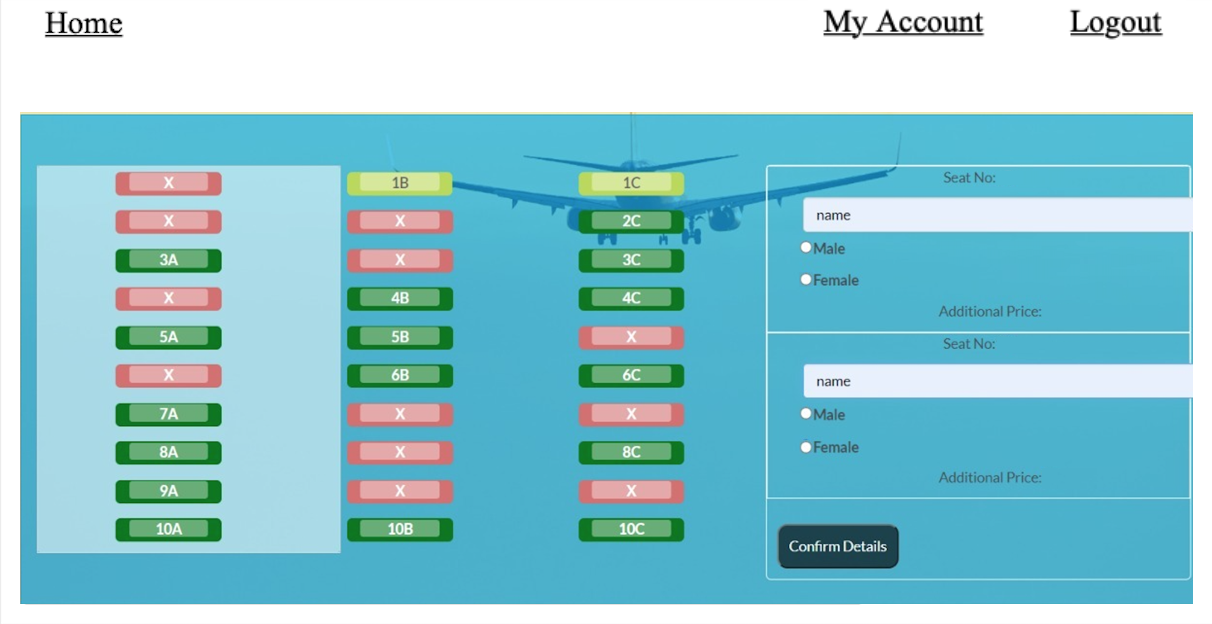 Home My Account Logout
X 1B 1C
X X 2C
3A X 3C
X 4B 4C
5A 5B X
X 6B 6C
7A X X
8A X 8C
9A X X
10A 10B 10C
Seat No:
name
Male
Female
Additional Price:
Seat No:
name
Male
Female
Additional Price:
Confirm Details